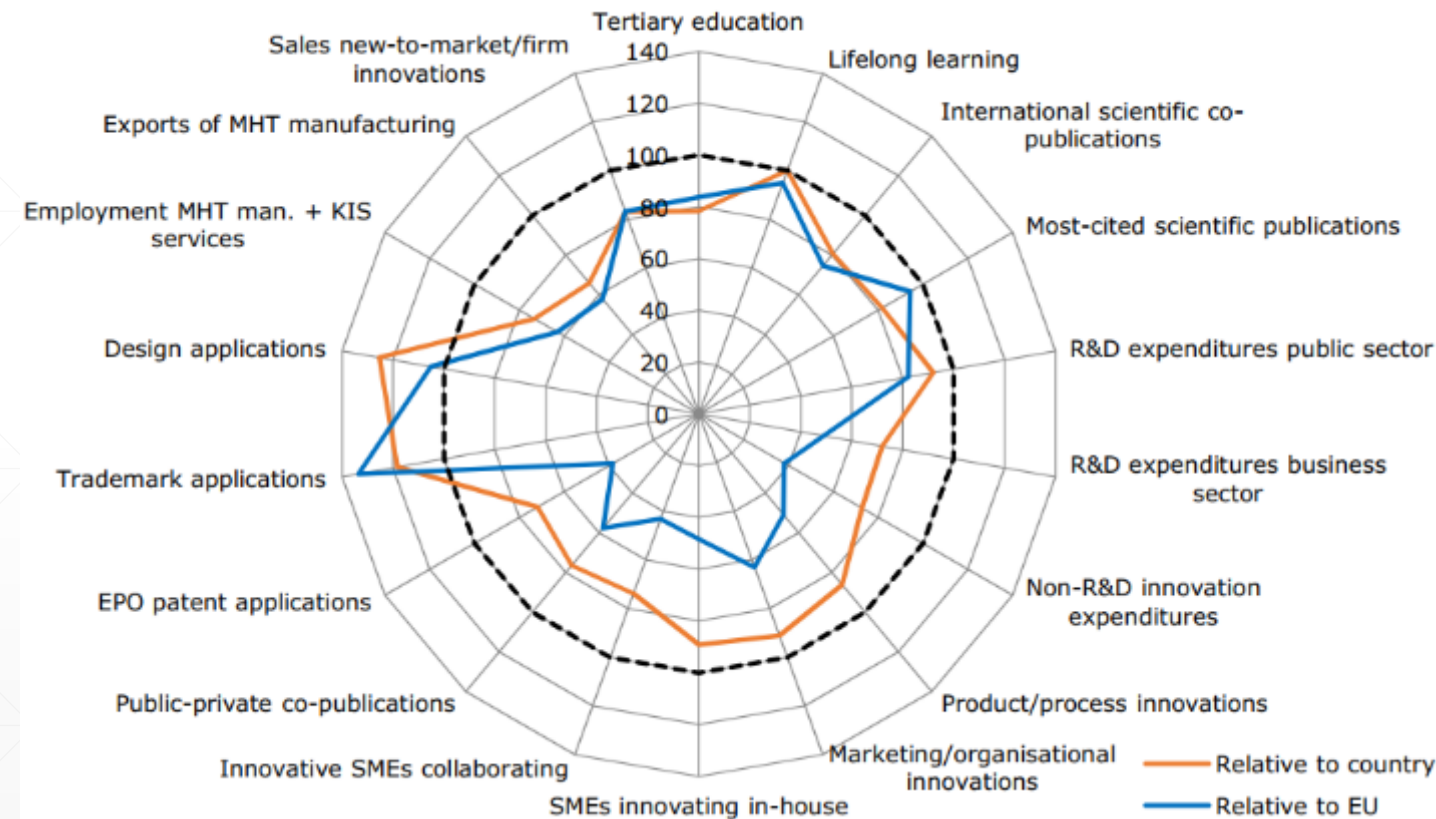 Tertiary education
Sales new-to-market/firm
innovations
140
Lifelong learning
120
International scientific co-
publications
Exports of MHT manufacturing
100
Employment MHT man. + KIS
services
80
Most-cited scientific publications
60
40
Design applications
R&D expenditures public sector
20
0
Trademark applications
R&D expenditures business
sector
EPO patent applications
Non-R&D innovation
expenditures
Public-private co-publications
Product/process innovations
Innovative SMEs collaborating
Marketing/organisational
innovations
SMEs innovating in-house
Relative to country
Relative to EU